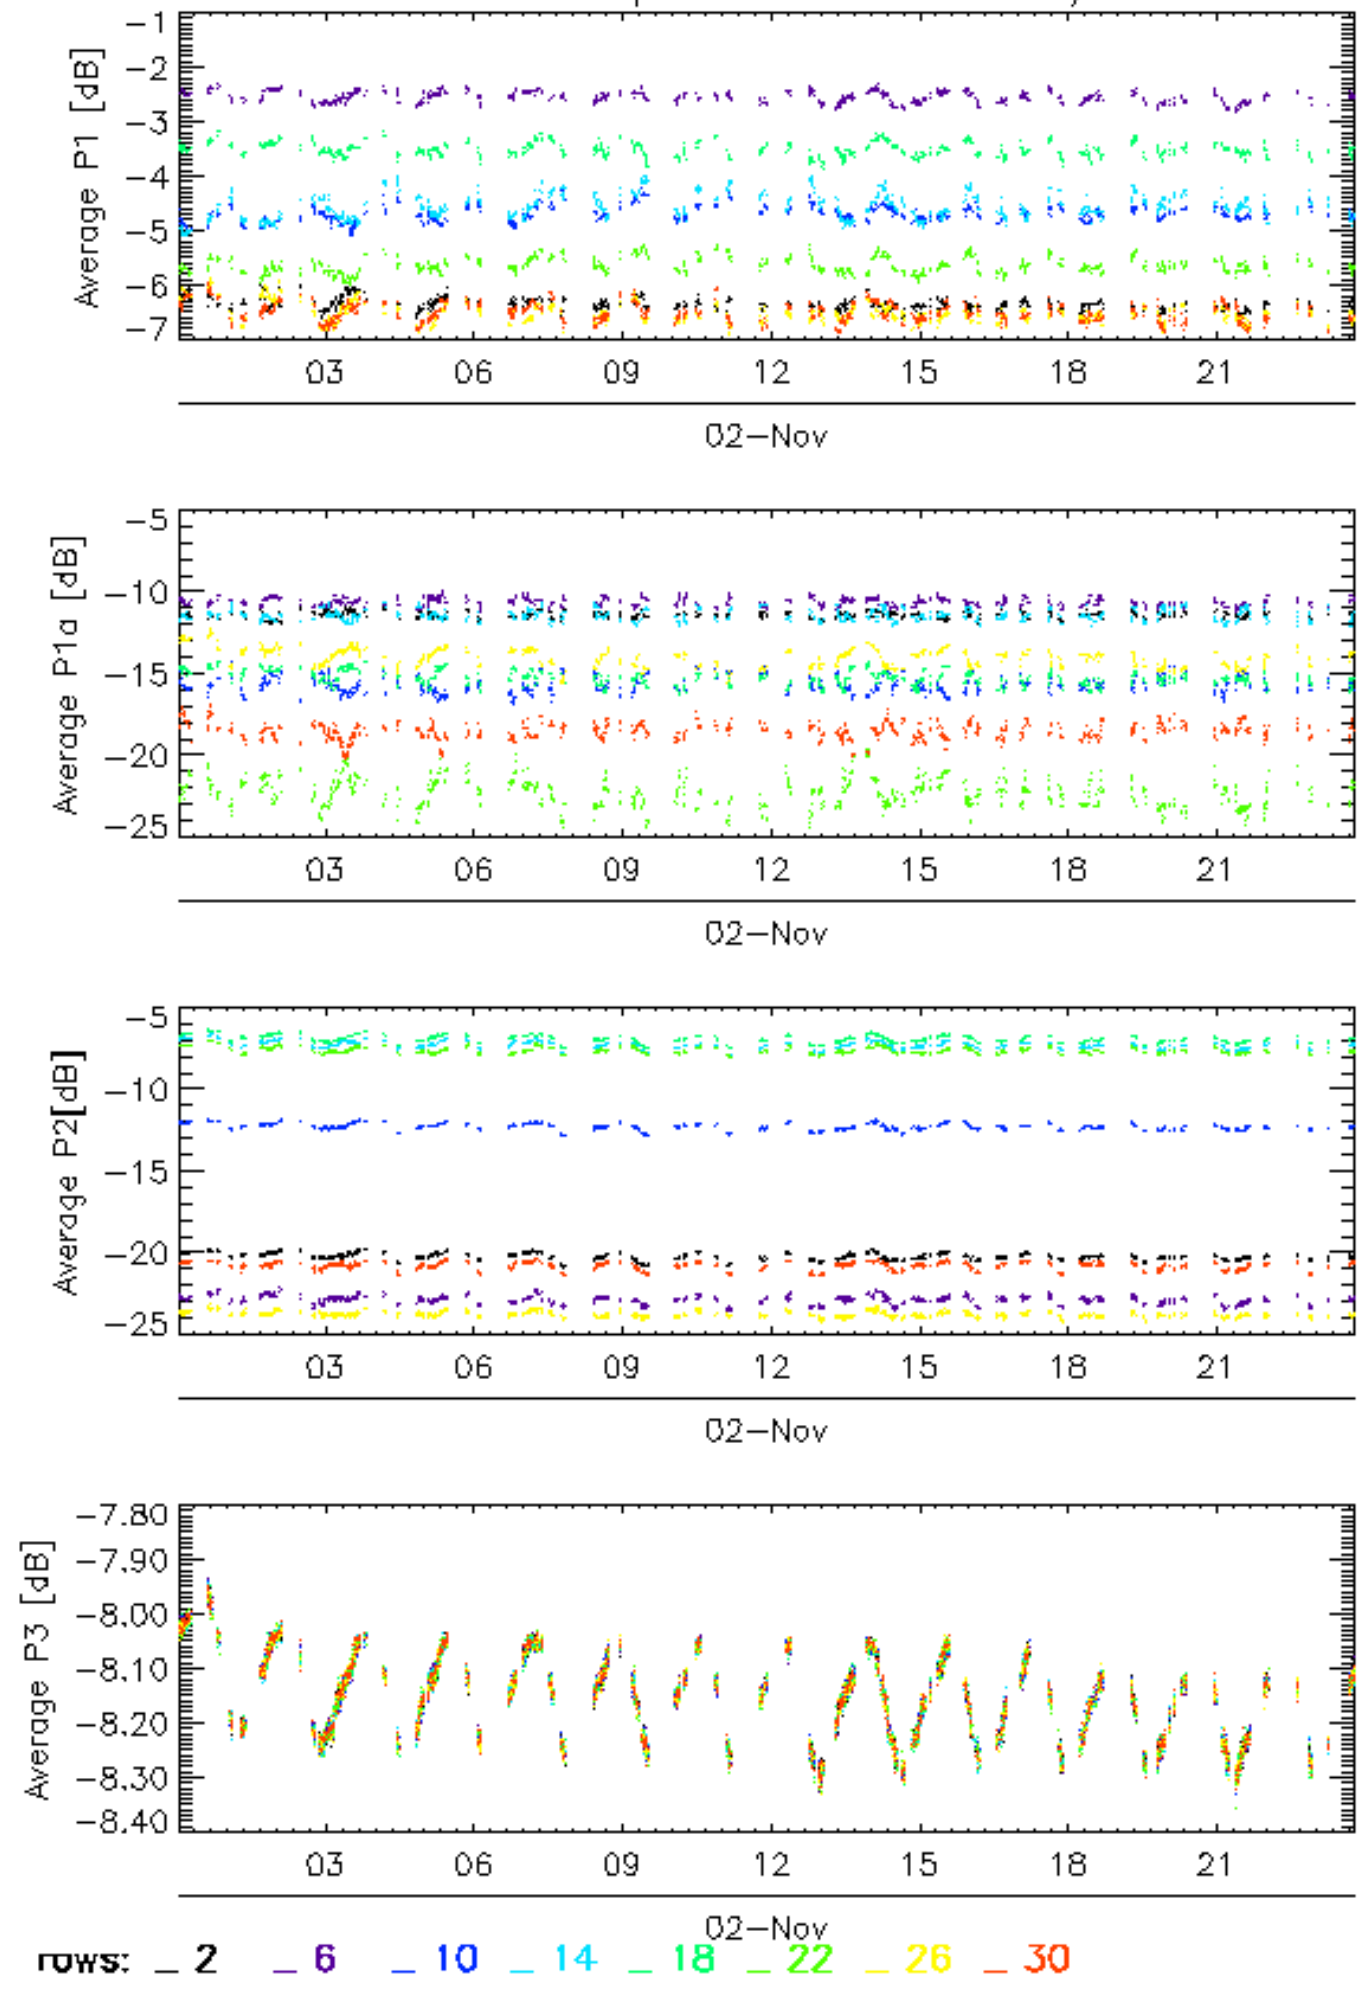 Average P1 [dB]
−1
−2
−3
−4
−5
−6
−7
03 06 09 12 15 18 21
02−Nov
Average P1a [dB]
−5
−10
−15
−20
−25
03 06 09 12 15 18 21
02−Nov
Average P2[dB]
−5
−10
−15
−20
−25
03 06 09 12 15 18 21
02−Nov
Average P3 [dB]
−7.80
−7.90
−8.00
−8.10
−8.20
−8.30
−8.40
03 06 09 12 15 18 21
02−Nov
rows: _ 2 _ 6 _ 10 _ 14 _ 18 _ 22 _ 26 _ 30